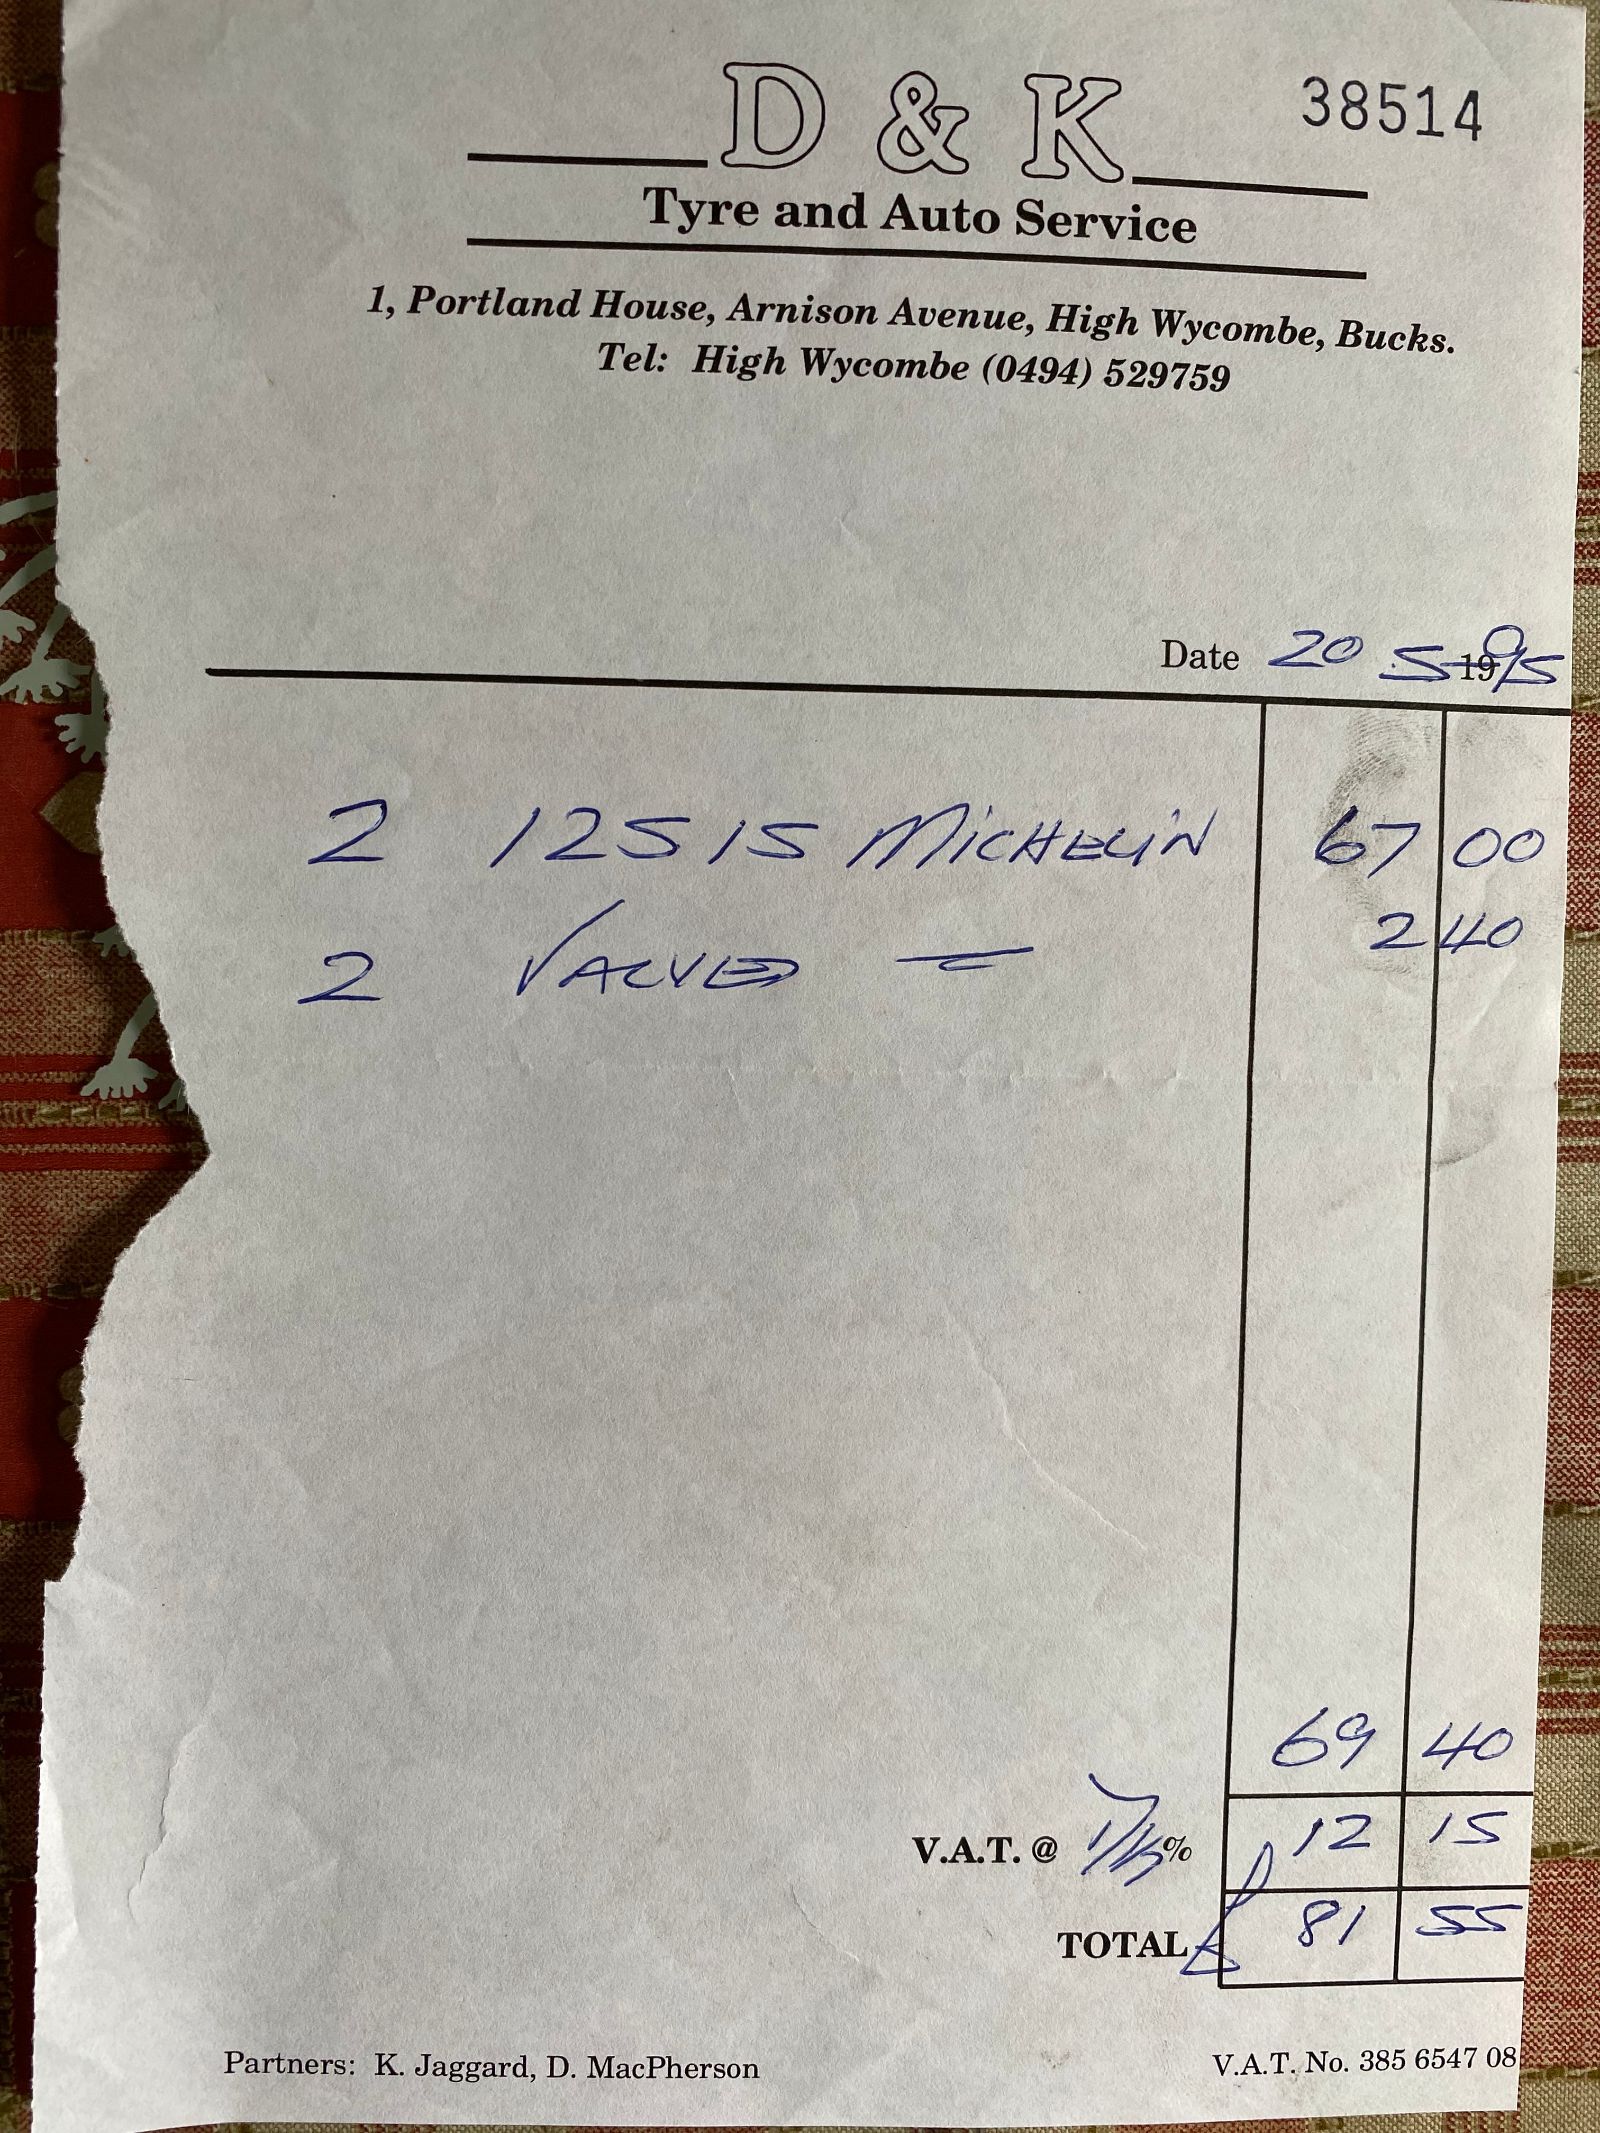 D & K
38514
Tyre and Auto Service
1, Portland House, Arnison Avenue, High Wycombe, Bucks.
Tel: High Wycombe (0494) 529759
Date 20 5 1995
2 125 15 MICHELIN 67 00
2 VALVES = 2 40
69 40
V.A.T. @ 17½% 12 15
TOTAL £ 81 55
Partners: K. Jaggard, D. MacPherson
V.A.T. No. 385 6547 08